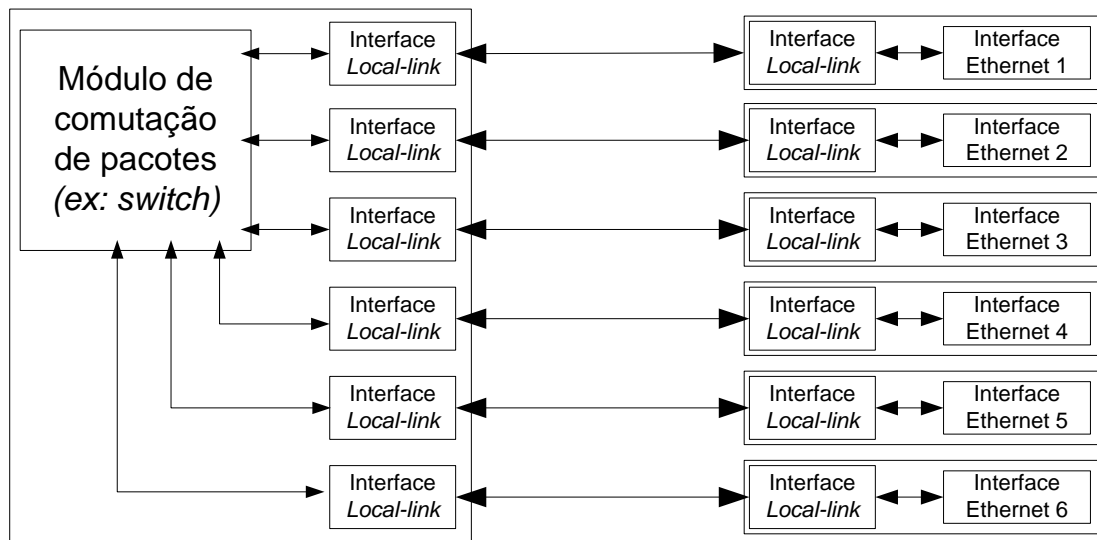 Módulo de
comutação
de pacotes
(ex: switch)
Interface
Local-link
Interface
Local-link
Interface
Ethernet 1
Interface
Local-link
Interface
Local-link
Interface
Ethernet 2
Interface
Local-link
Interface
Local-link
Interface
Ethernet 3
Interface
Local-link
Interface
Local-link
Interface
Ethernet 4
Interface
Local-link
Interface
Local-link
Interface
Ethernet 5
Interface
Local-link
Interface
Local-link
Interface
Ethernet 6